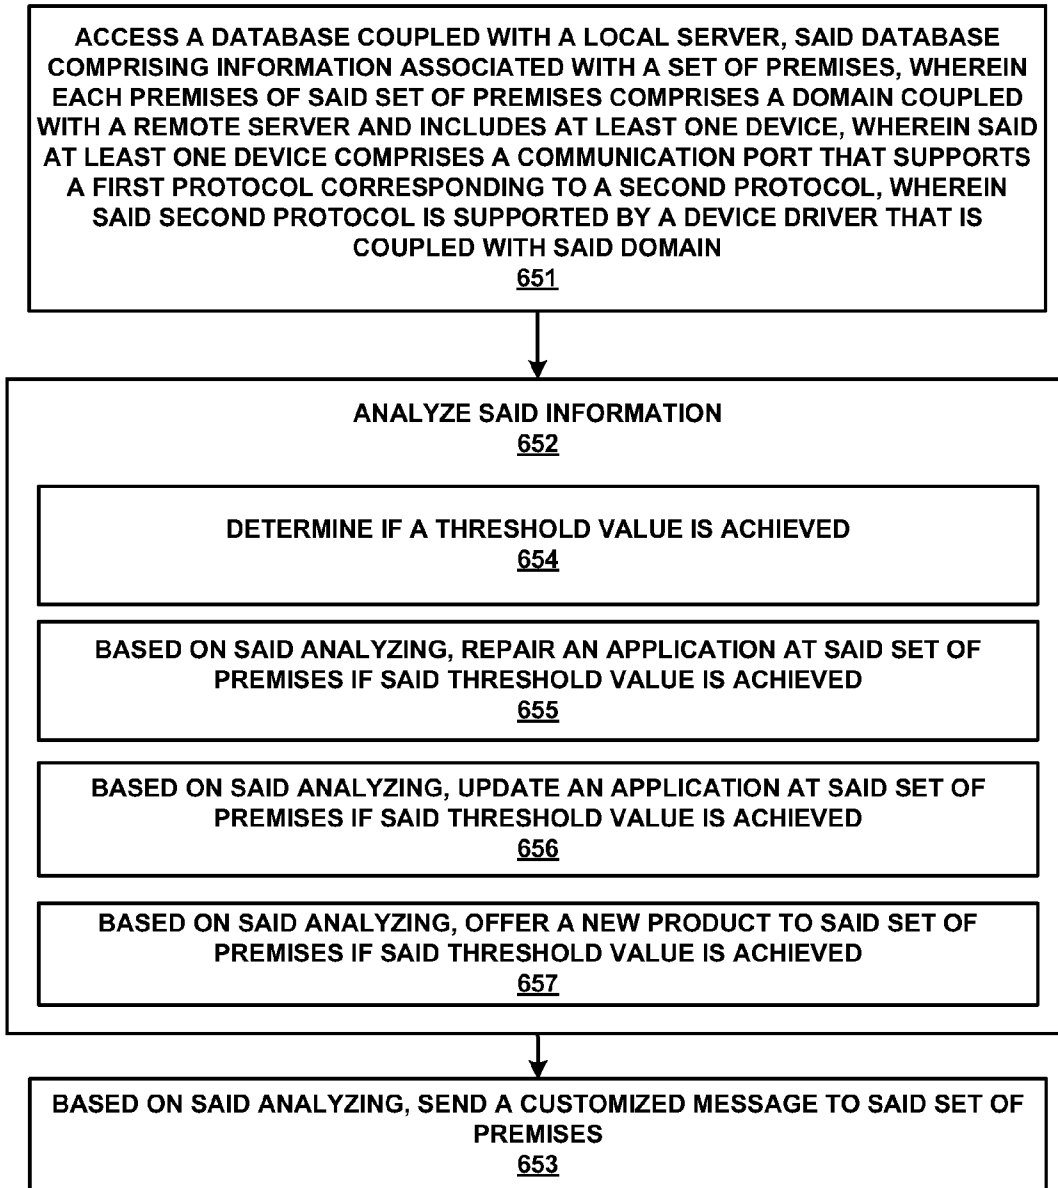 ACCESS A DATABASE COUPLED WITH A LOCAL SERVER, SAID DATABASE
COMPRISING INFORMATION ASSOCIATED WITH A SET OF PREMISES, WHEREIN
EACH PREMISES OF SAID SET OF PREMISES COMPRISES A DOMAIN COUPLED
WITH A REMOTE SERVER AND INCLUDES AT LEAST ONE DEVICE, WHEREIN SAID
AT LEAST ONE DEVICE COMPRISES A COMMUNICATION PORT THAT SUPPORTS
A FIRST PROTOCOL CORRESPONDING TO A SECOND PROTOCOL, WHEREIN
SAID SECOND PROTOCOL IS SUPPORTED BY A DEVICE DRIVER THAT IS
COUPLED WITH SAID DOMAIN
651
ANALYZE SAID INFORMATION
652
DETERMINE IF A THRESHOLD VALUE IS ACHIEVED
654
BASED ON SAID ANALYZING, REPAIR AN APPLICATION AT SAID SET OF
PREMISES IF SAID THRESHOLD VALUE IS ACHIEVED
655
BASED ON SAID ANALYZING, UPDATE AN APPLICATION AT SAID SET OF
PREMISES IF SAID THRESHOLD VALUE IS ACHIEVED
656
BASED ON SAID ANALYZING, OFFER A NEW PRODUCT TO SAID SET OF
PREMISES IF SAID THRESHOLD VALUE IS ACHIEVED
657
BASED ON SAID ANALYZING, SEND A CUSTOMIZED MESSAGE TO SAID SET OF
PREMISES
653